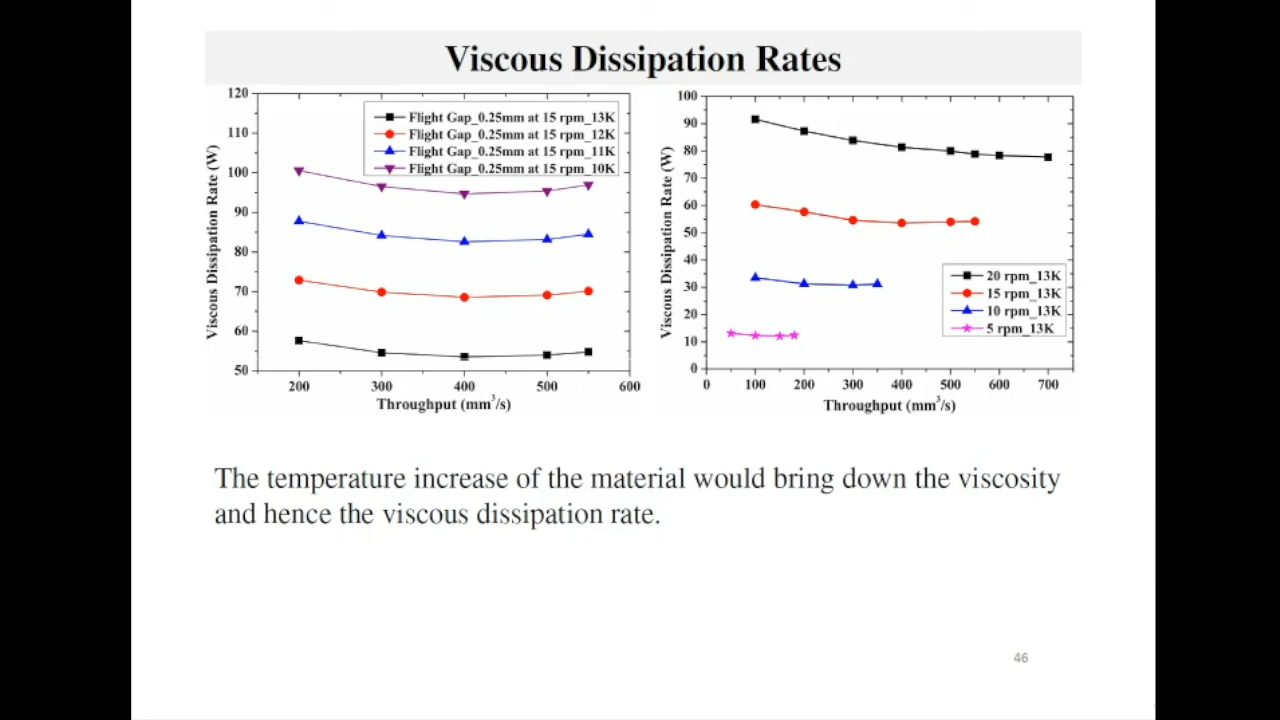 Viscous Dissipation Rates
120
110
100
90
80
70
60
50
200 300 400 500 600
Viscous Dissipation Rate (W)
Throughput (mm³/s)
Flight Gap_0.25mm at 15 rpm_13K
Flight Gap_0.25mm at 15 rpm_12K
Flight Gap_0.25mm at 15 rpm_11K
Flight Gap_0.25mm at 15 rpm_10K
100
90
80
70
60
50
40
30
20
10
0
0 100 200 300 400 500 600 700
Viscous Dissipation Rate (W)
Throughput (mm³/s)
20 rpm_13K
15 rpm_13K
10 rpm_13K
5 rpm_13K
The temperature increase of the material would bring down the viscosity
and hence the viscous dissipation rate.
46